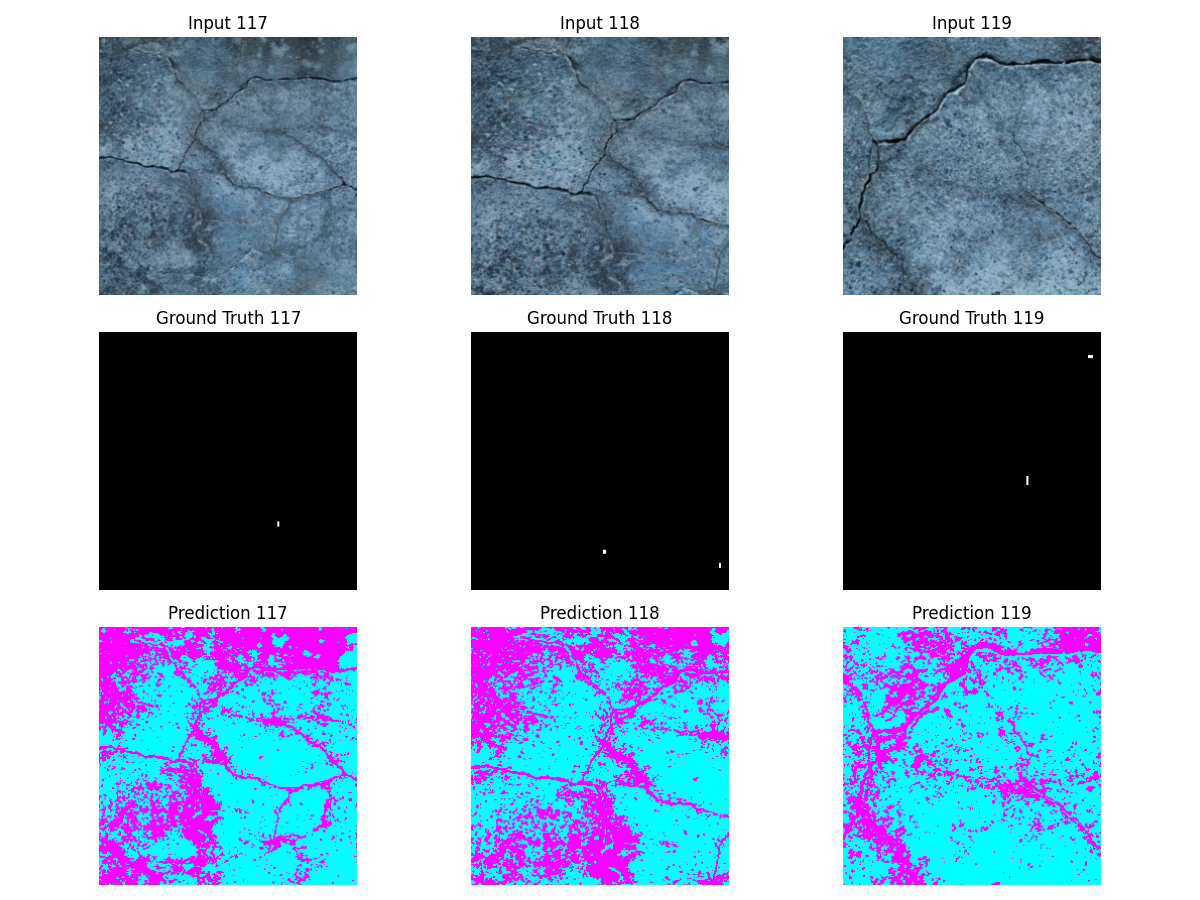 Input 117
Input 118
Input 119
Ground Truth 117
Ground Truth 118
Ground Truth 119
Prediction 117
Prediction 118
Prediction 119